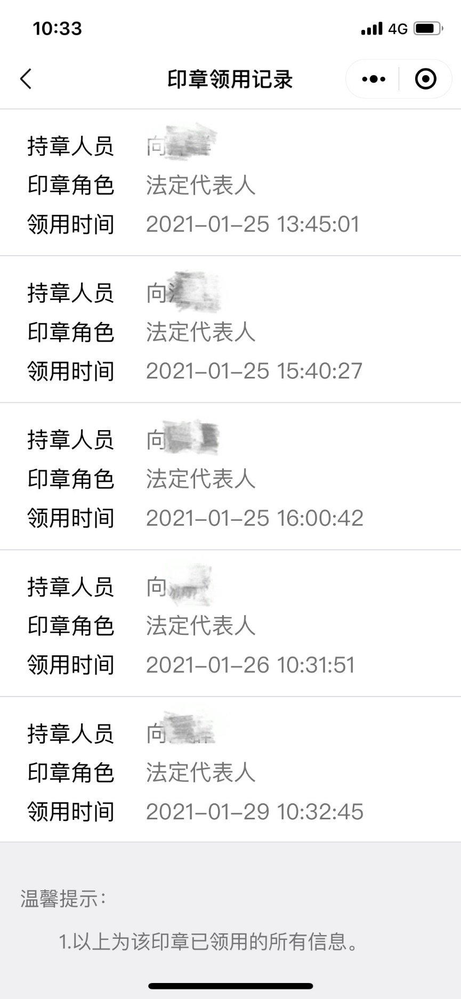 10:33
4G
印章领用记录
持章人员 向
印章角色 法定代表人
领用时间 2021-01-25 13:45:01
持章人员 向
印章角色 法定代表人
领用时间 2021-01-25 15:40:27
持章人员 向
印章角色 法定代表人
领用时间 2021-01-25 16:00:42
持章人员 向
印章角色 法定代表人
领用时间 2021-01-26 10:31:51
持章人员 向
印章角色 法定代表人
领用时间 2021-01-29 10:32:45
温馨提示：
1.以上为该印章已领用的所有信息。